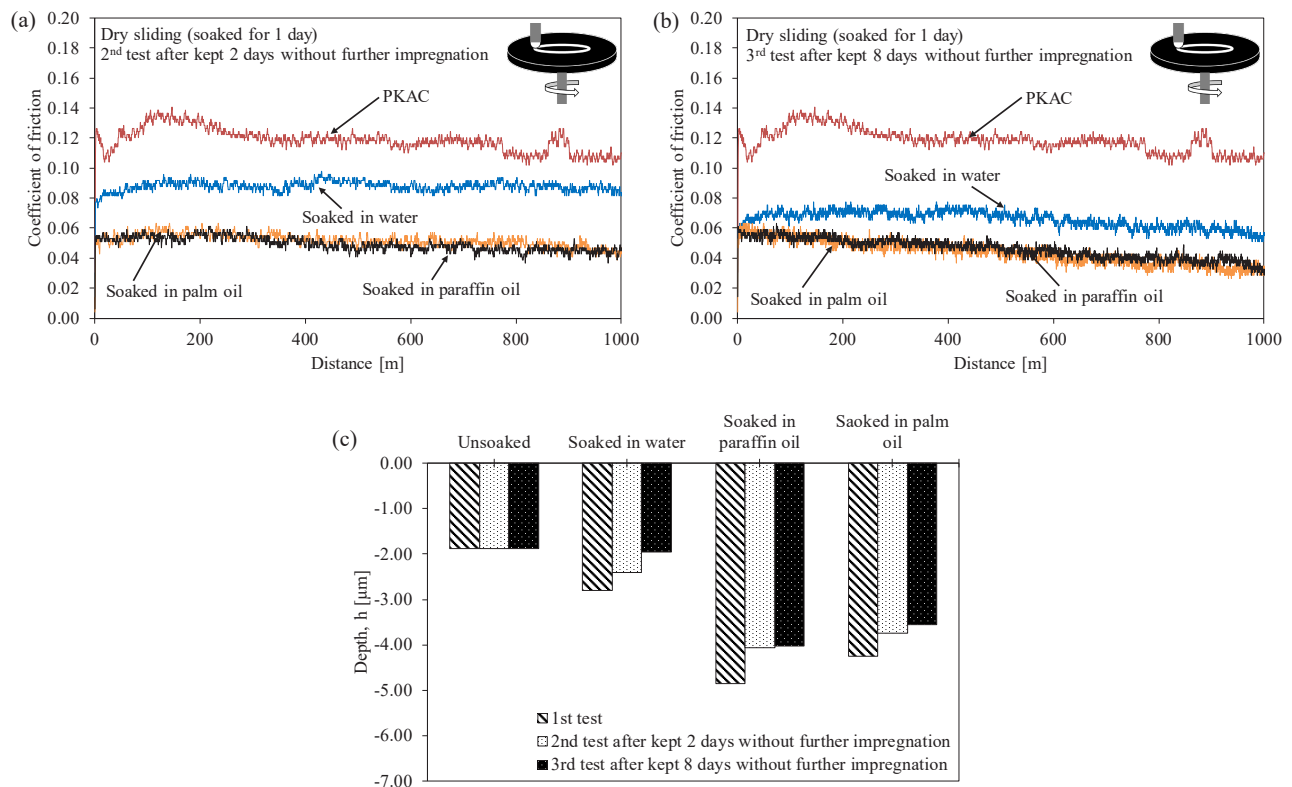 (a)
0.20
0.18
0.16
0.14
0.12
0.10
0.08
0.06
0.04
0.02
0.00
Coefficient of friction
Dry sliding (soaked for 1 day)
2nd test after kept 2 days without further impregnation
PKAC
Soaked in water
Soaked in palm oil
Soaked in paraffin oil
0 200 400 600 800 1000
Distance [m]
(b)
0.20
0.18
0.16
0.14
0.12
0.10
0.08
0.06
0.04
0.02
0.00
Coefficient of friction
Dry sliding (soaked for 1 day)
3rd test after kept 8 days without further impregnation
PKAC
Soaked in water
Soaked in palm oil
Soaked in paraffin oil
0 200 400 600 800 1000
Distance [m]
(c)
Unsoaked
Soaked in water
Soaked in
paraffin oil
Saoked in palm
oil
0.00
-1.00
-2.00
-3.00
-4.00
-5.00
-6.00
-7.00
Depth, h [µm]
1st test
2nd test after kept 2 days without further impregnation
3rd test after kept 8 days without further impregnation